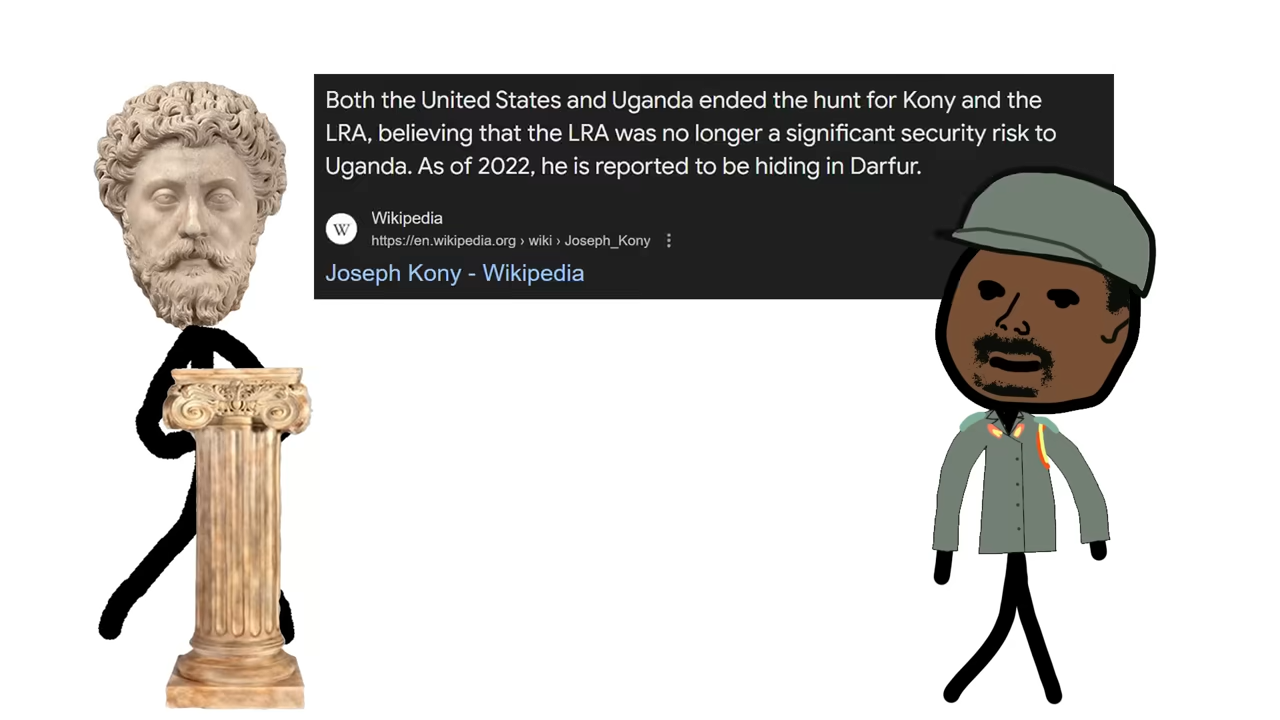 Both the United States and Uganda ended the hunt for Kony and the
LRA, believing that the LRA was no longer a significant security risk to
Uganda. As of 2022, he is reported to be hiding in Darfur.
W
Wikipedia
https://en.wikipedia.org › wiki › Joseph_Kony
Joseph Kony - Wikipedia